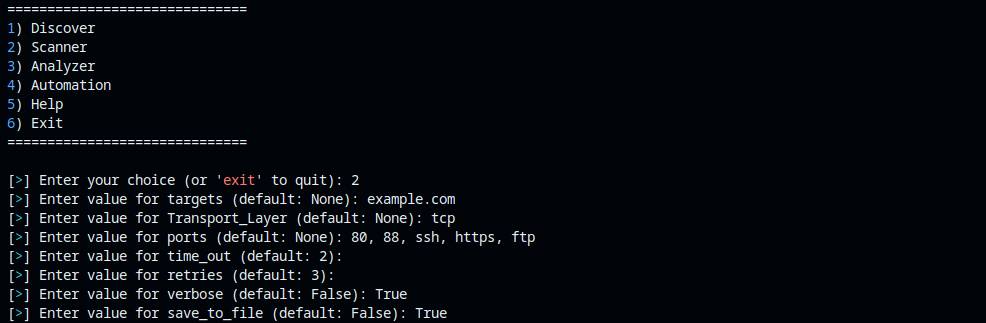 ==============================
1) Discover
2) Scanner
3) Analyzer
4) Automation
5) Help
6) Exit
==============================
[>] Enter your choice (or 'exit' to quit): 2
[>] Enter value for targets (default: None): example.com
[>] Enter value for Transport_Layer (default: None): tcp
[>] Enter value for ports (default: None): 80, 88, ssh, https, ftp
[>] Enter value for time_out (default: 2):
[>] Enter value for retries (default: 3):
[>] Enter value for verbose (default: False): True
[>] Enter value for save_to_file (default: False): True